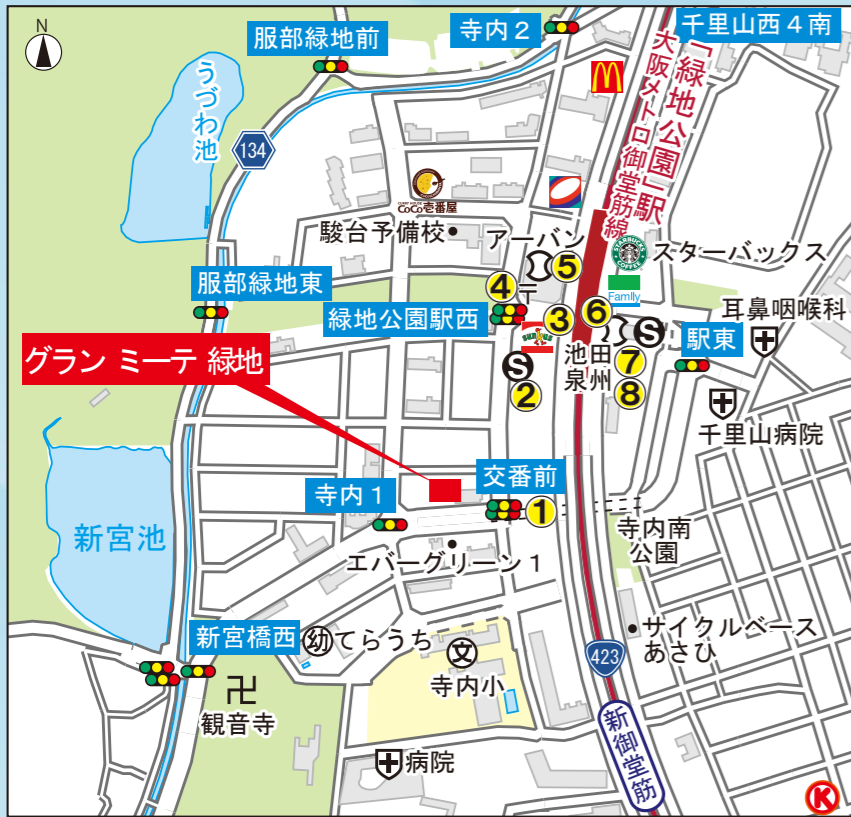 N
服部緑地前
寺内2
千里山西4南
「緑地公園」駅
大阪メトロ御堂筋線
うづわ池
134
CoCo壱番屋
駿台予備校
アーバン
STARBUCKS COFFEE
スターバックス
Family
服部緑地東
緑地公園駅西
4
〒
5
3
6
S
耳鼻咽喉科
駅東
グラン ミーテ 緑地
S
2
池田泉州
7
8
千里山病院
寺内1
交番前
1
新宮池
エバーグリーン1
寺内南
公園
新宮橋西
幼
てらうち
文
寺内小
サイクルベース
あさひ
423
卍
観音寺
新御堂筋
病院
K